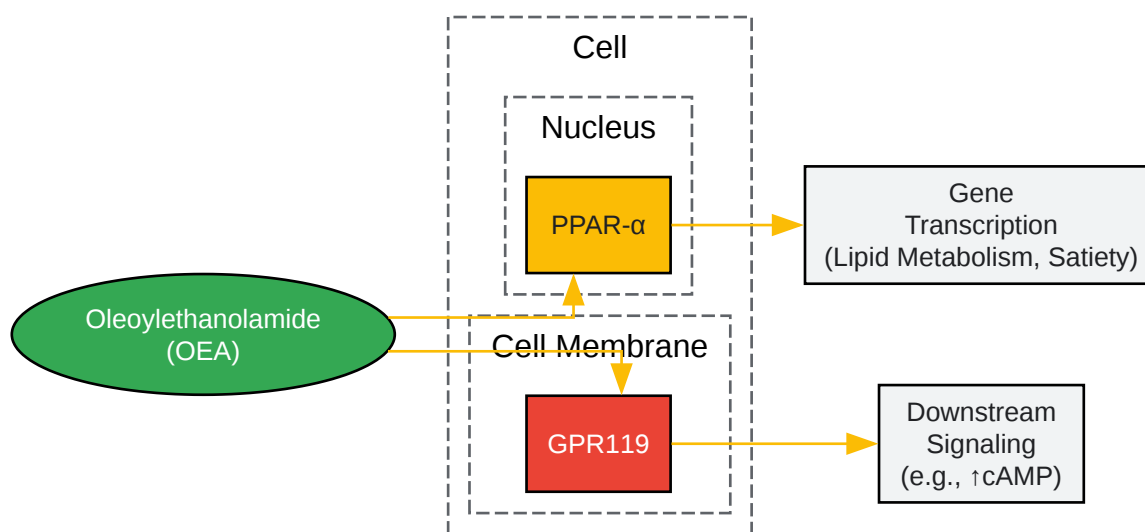 Cell
Nucleus
PPAR-α
Gene
Transcription
(Lipid Metabolism, Satiety)
Oleoylethanolamide
(OEA)
Cell Membrane
GPR119
Downstream
Signaling
(e.g., ↑cAMP)